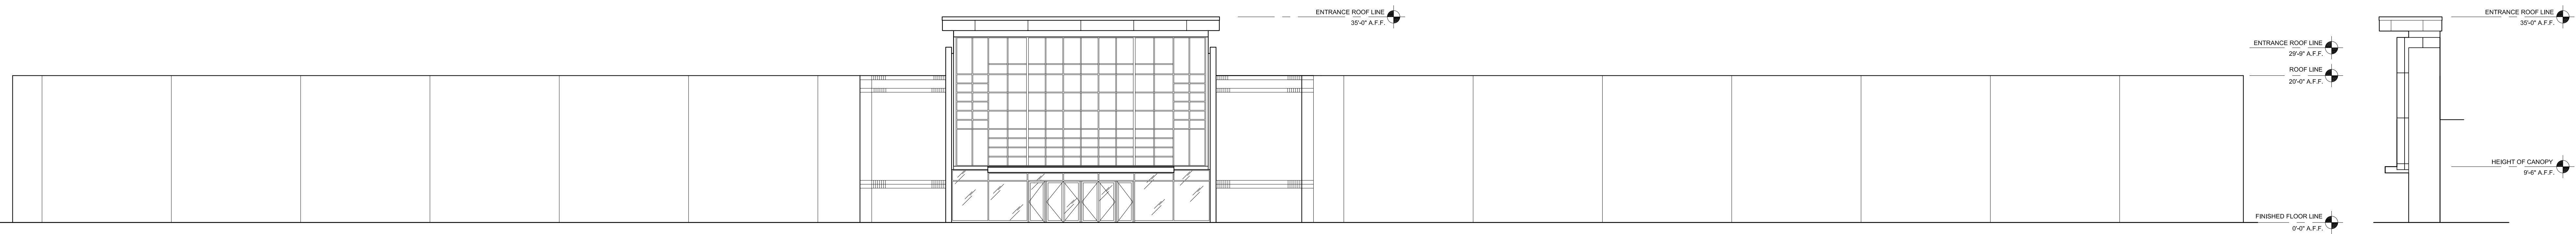 ENTRANCE ROOF LINE
35'-0" A.F.F.
ENTRANCE ROOF LINE
29'-9" A.F.F.
ROOF LINE
20'-0" A.F.F.
FINISHED FLOOR LINE
0'-0" A.F.F.
ENTRANCE ROOF LINE
35'-0" A.F.F.
HEIGHT OF CANOPY
9'-6" A.F.F.